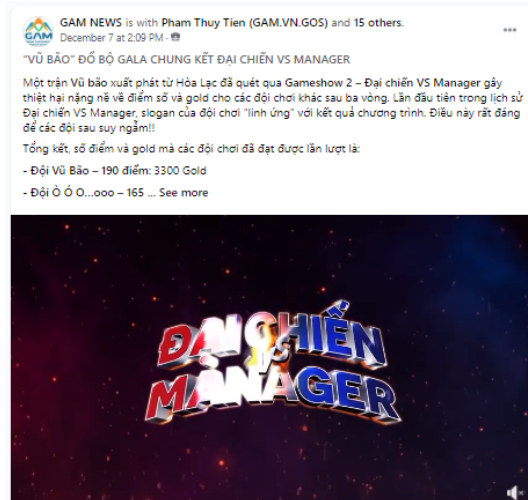 GAM NEWS is with Pham Thuy Tien (GAM.VN.GOS) and 15 others.
December 7 at 2:09 PM ·
"VŨ BÃO" ĐỔ BỘ GALA CHUNG KẾT ĐẠI CHIẾN VS MANAGER
Một trận Vũ bão xuất phát từ Hòa Lạc đã quét qua Gameshow 2 – Đại chiến VS Manager gây
thiệt hại nặng nề về điểm số và gold cho các đội chơi khác sau ba vòng. Lần đầu tiên trong lịch sử
Đại chiến VS Manager, slogan của đội chơi "linh ứng" với kết quả chương trình. Điều này rất đáng
để các đội sau suy ngẫm!!
Tổng kết, số điểm và gold mà các đội chơi đã đạt được lần lượt là:
- Đội Vũ Bão – 190 điểm: 3300 Gold
- Đội Ò Ó O...ooo – 165 ... See more
GAM
ĐẠI CHIẾN
VS
MANAGER